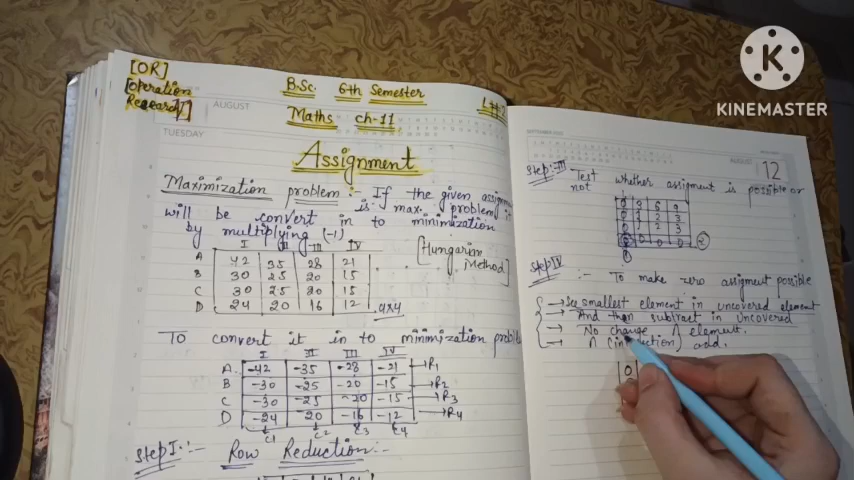 [OR]
[Operation
Research]
AUGUST
TUESDAY
B.Sc. 6th Semester
Maths ch-11
Assignment
Maximization problem :- If the given assignm
is max. problem it
will be convert in to minimization
by multiplying (-1)
[Hungarian
Method]
I II III IV
A 42 35 28 21
B 30 25 20 15
C 30 25 20 15
D 24 20 16 12
4x4
To convert it in to minimization proble
I II III IV
A -42 -35 -28 -21 → R1
B -30 -25 -20 -15 → R2
C -30 -25 -20 -15 → R3
D -24 -20 -16 -12 → R4
C1 C2 C3 C4
Step I :- Row Reduction :-
K
KINEMASTER
AUGUST 12
Step:-III Test whether assigment is possible or
not
Step IV :- To make zero assigment possible
→ See smallest element in uncovered element
→ And then subtract in Uncovered
→ No change A element.
→ add.
0